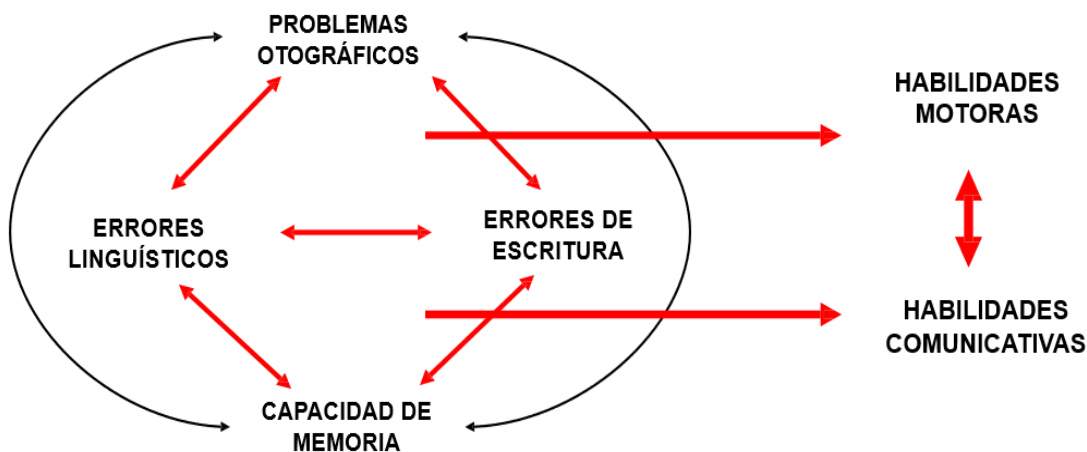 PROBLEMAS
OTOGRÁFICOS
HABILIDADES
MOTORAS
ERRORES
LINGUÍSTICOS
ERRORES DE
ESCRITURA
HABILIDADES
COMUNICATIVAS
CAPACIDAD DE
MEMORIA